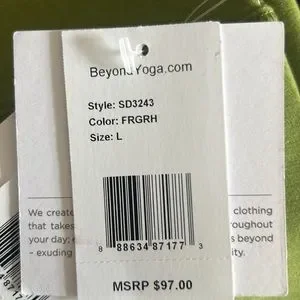 BeyondYoga.com
Style: SD3243
Color: FRGRH
Size: L
We create clothing
that takes roughout
your day; s beyond
– exuding ity.
8 88634 87177 3
MSRP $97.00